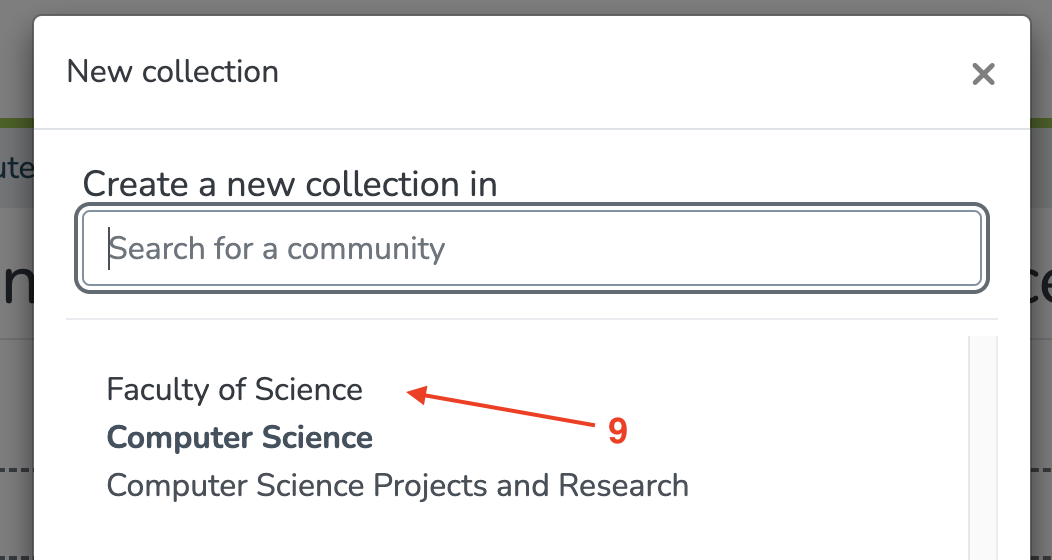 New collection
Create a new collection in
Search for a community
Faculty of Science
9
Computer Science
Computer Science Projects and Research